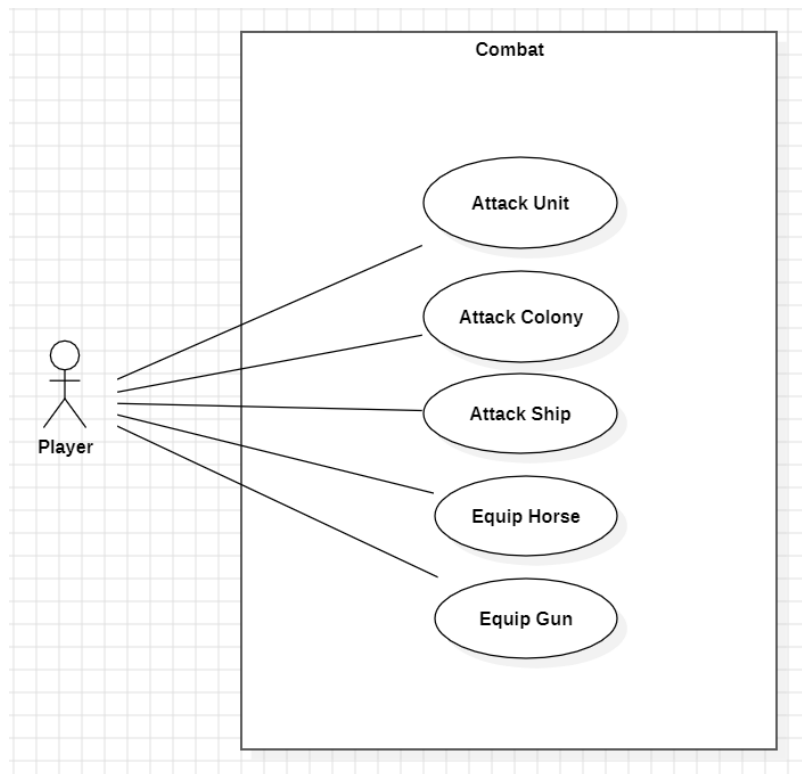 Combat
Attack Unit
Attack Colony
Attack Ship
Player
Equip Horse
Equip Gun